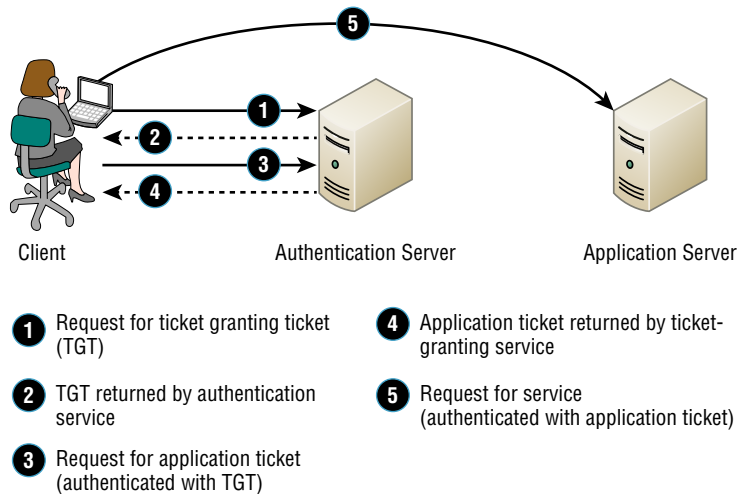 5
1
2
3
4
Client
Authentication Server
Application Server
1 Request for ticket granting ticket
(TGT)
2 TGT returned by authentication
service
3 Request for application ticket
(authenticated with TGT)
4 Application ticket returned by ticket-
granting service
5 Request for service
(authenticated with application ticket)